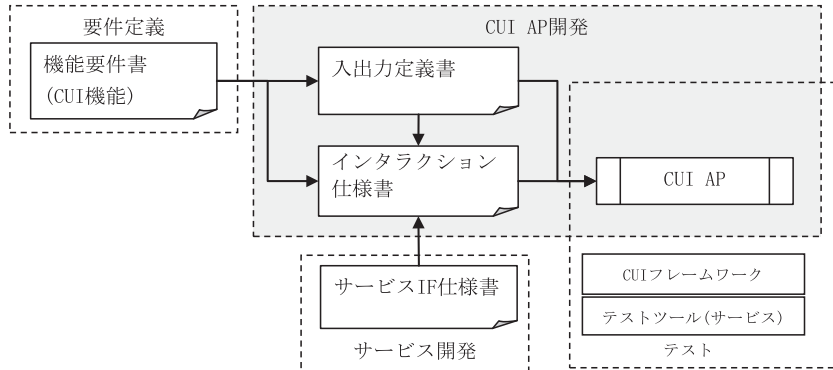 要件定義
機能要件書
(CUI機能)
CUI AP開発
入出力定義書
インタラクション
仕様書
CUI AP
サービスIF仕様書
サービス開発
CUIフレームワーク
テストツール(サービス)
テスト